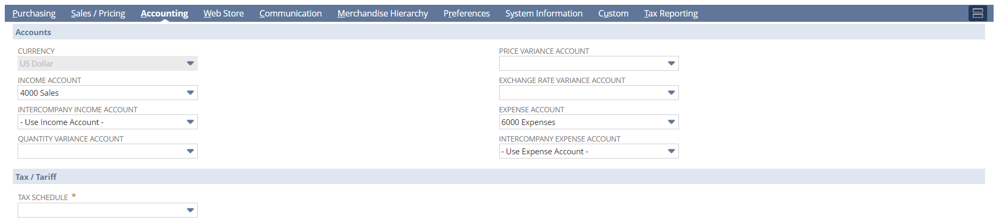 Purchasing Sales / Pricing Accounting Web Store Communication Merchandise Hierarchy Preferences System Information Custom Tax Reporting
Accounts
CURRENCY
US Dollar
INCOME ACCOUNT
4000 Sales
INTERCOMPANY INCOME ACCOUNT
- Use Income Account -
QUANTITY VARIANCE ACCOUNT
PRICE VARIANCE ACCOUNT
EXCHANGE RATE VARIANCE ACCOUNT
EXPENSE ACCOUNT
6000 Expenses
INTERCOMPANY EXPENSE ACCOUNT
- Use Expense Account -
Tax / Tariff
TAX SCHEDULE *